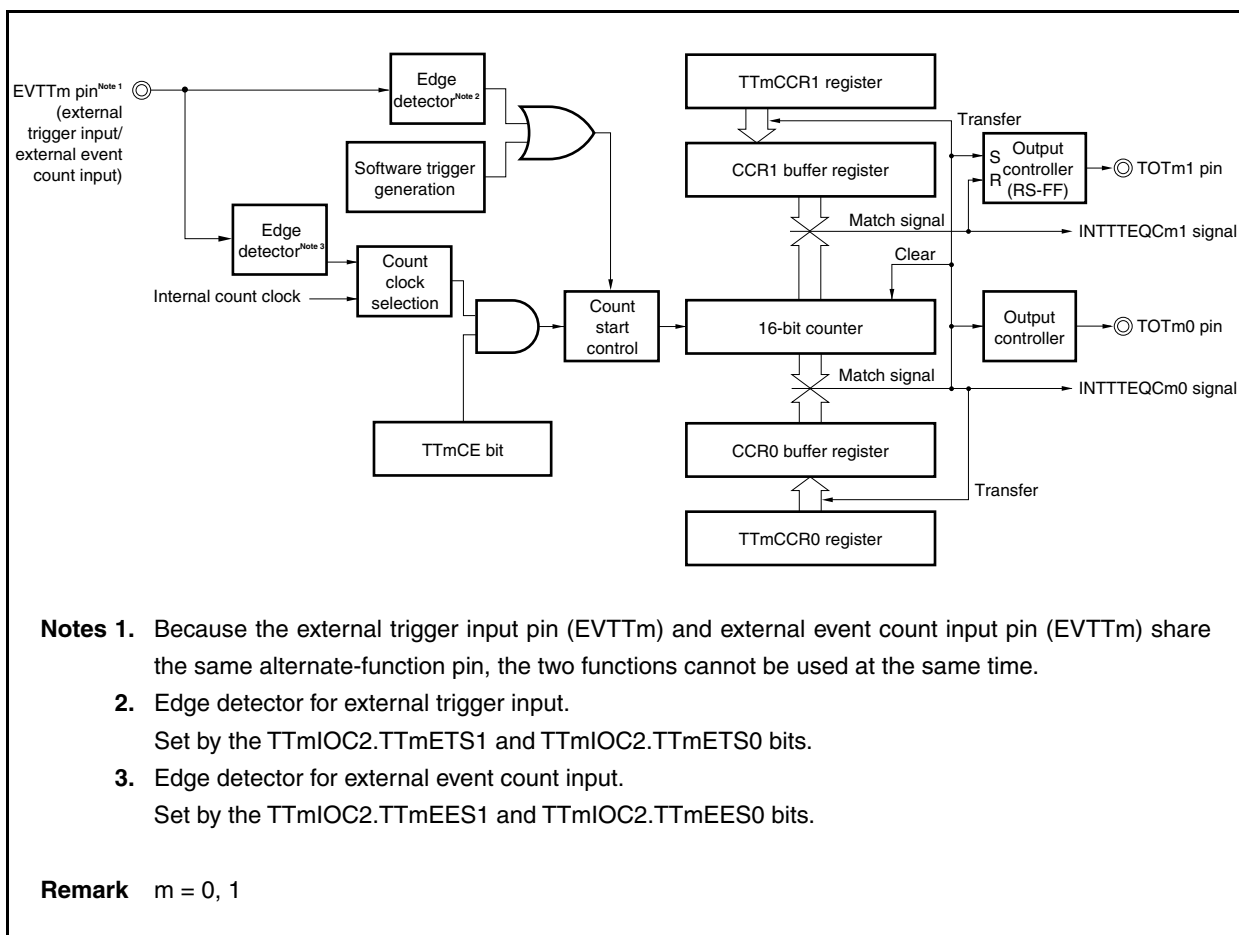 EVTTm pin Note 1
(external
trigger input/
external event
count input)
Edge
detector Note 2
Software trigger
generation
Edge
detector Note 3
Internal count clock
Count
clock
selection
TTmCE bit
Count
start
control
TTmCCR1 register
Transfer
CCR1 buffer register
S
R
Output
controller
(RS-FF)
TOTm1 pin
Match signal
INTTTEQCm1 signal
Clear
16-bit counter
Output
controller
TOTm0 pin
Match signal
INTTTEQCm0 signal
CCR0 buffer register
Transfer
TTmCCR0 register
Notes 1. Because the external trigger input pin (EVTTm) and external event count input pin (EVTTm) share
the same alternate-function pin, the two functions cannot be used at the same time.
2. Edge detector for external trigger input.
Set by the TTmIOC2.TTmETS1 and TTmIOC2.TTmETS0 bits.
3. Edge detector for external event count input.
Set by the TTmIOC2.TTmEES1 and TTmIOC2.TTmEES0 bits.
Remark m = 0, 1